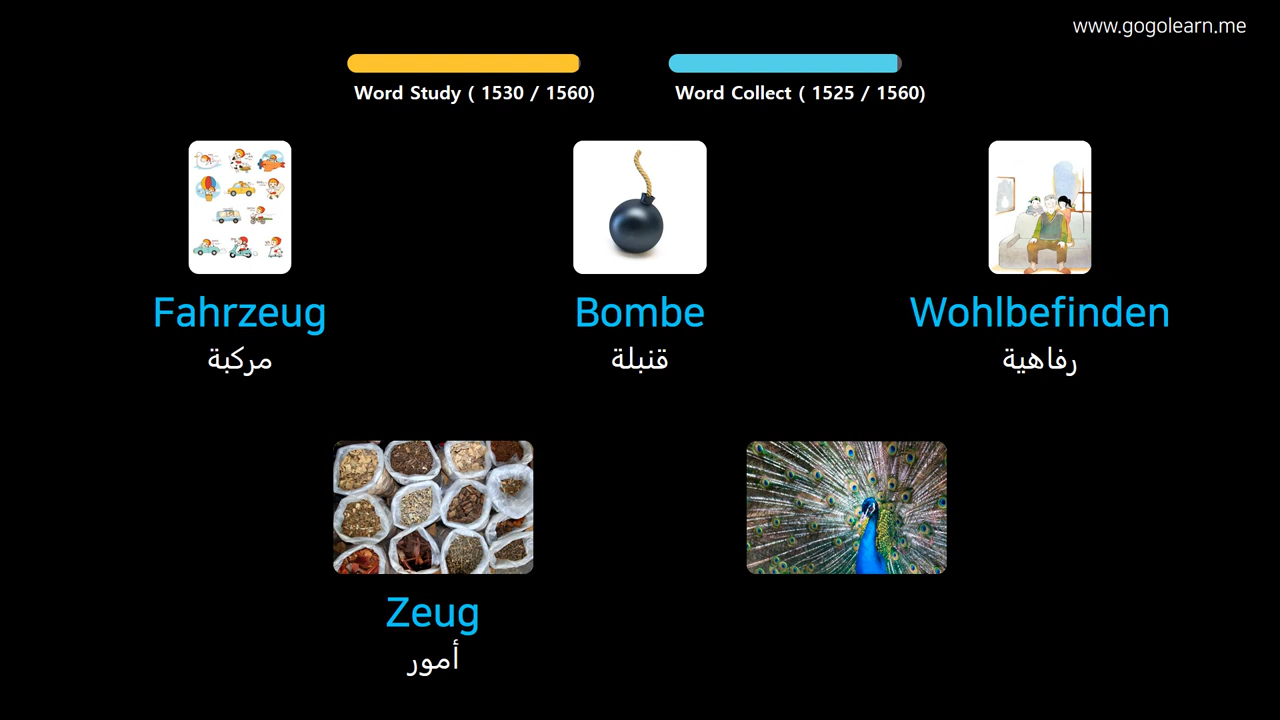 www.gogolearn.me
Word Study ( 1530 / 1560)
Word Collect ( 1525 / 1560)
Fahrzeug
مركبة
Bombe
قنبلة
Wohlbefinden
رفاهية
Zeug
أمور